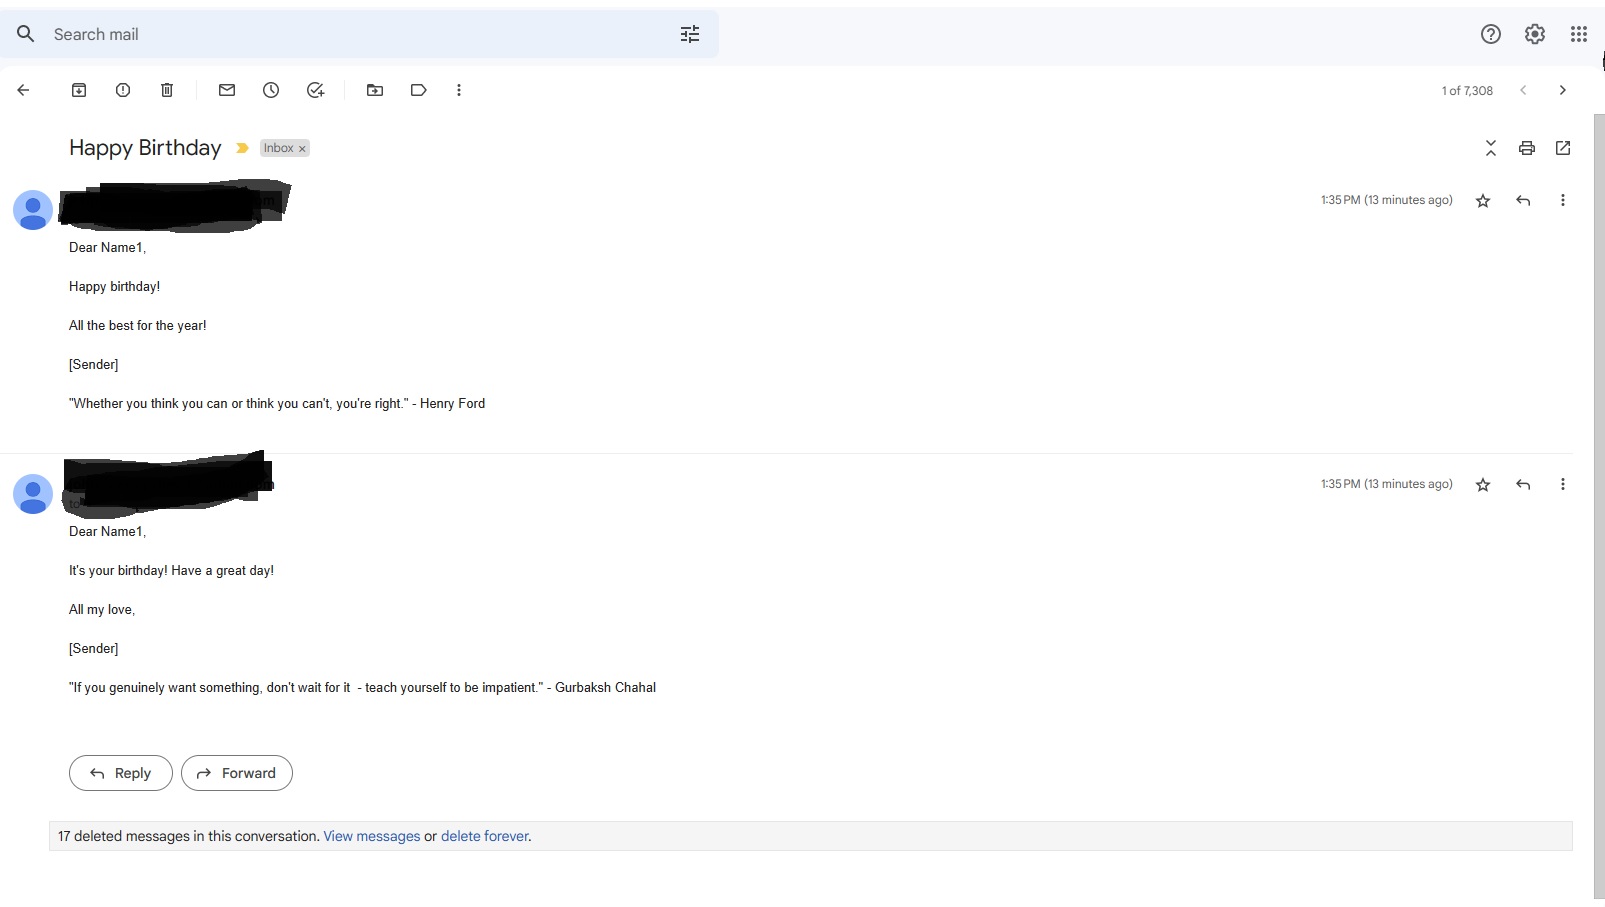 Search mail
1 of 7,308
Happy Birthday
Inbox ×
1:35 PM (13 minutes ago)
Dear Name1,
Happy birthday!
All the best for the year!
[Sender]
"Whether you think you can or think you can't, you're right." - Henry Ford
1:35 PM (13 minutes ago)
to
Dear Name1,
It's your birthday! Have a great day!
All my love,
[Sender]
"If you genuinely want something, don't wait for it  - teach yourself to be impatient." - Gurbaksh Chahal
Reply
Forward
17 deleted messages in this conversation. View messages or delete forever.